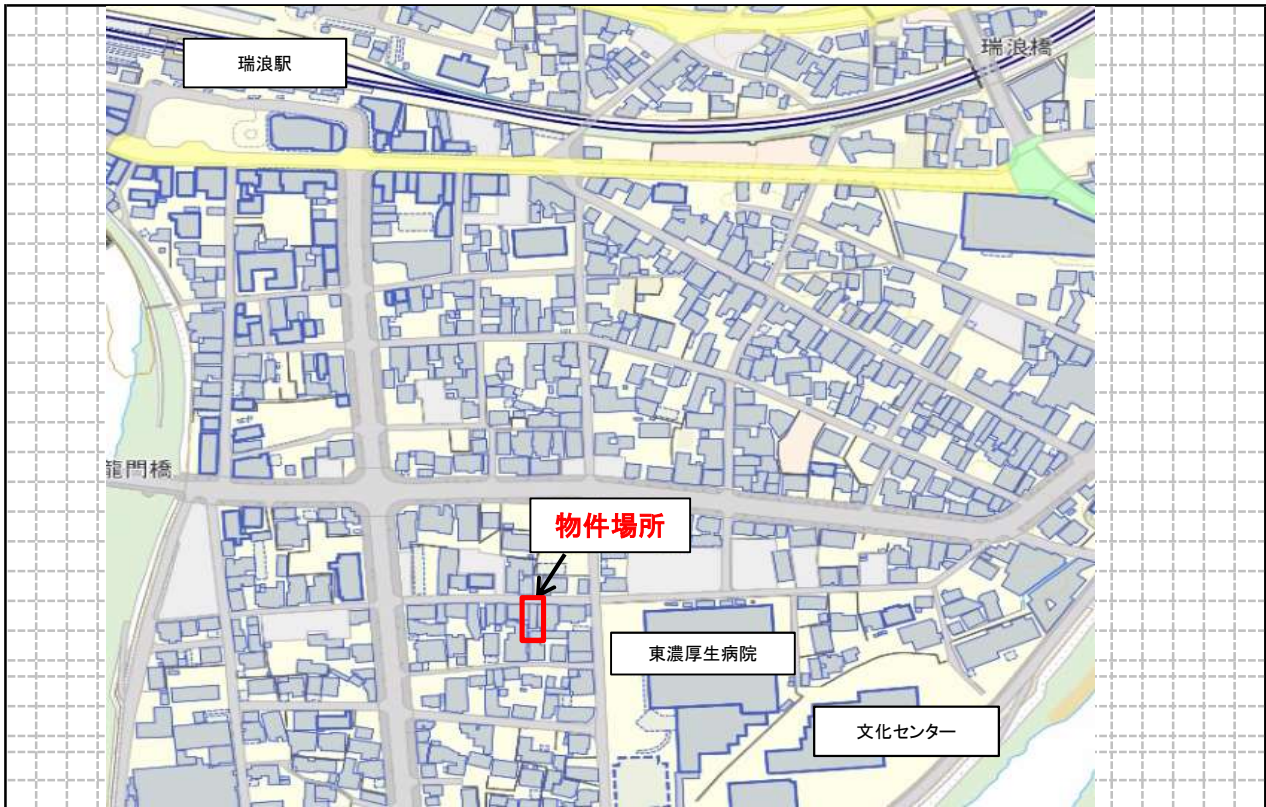 瑞浪駅
瑞浪橋
龍門橋
物件場所
東濃厚生病院
文化センター